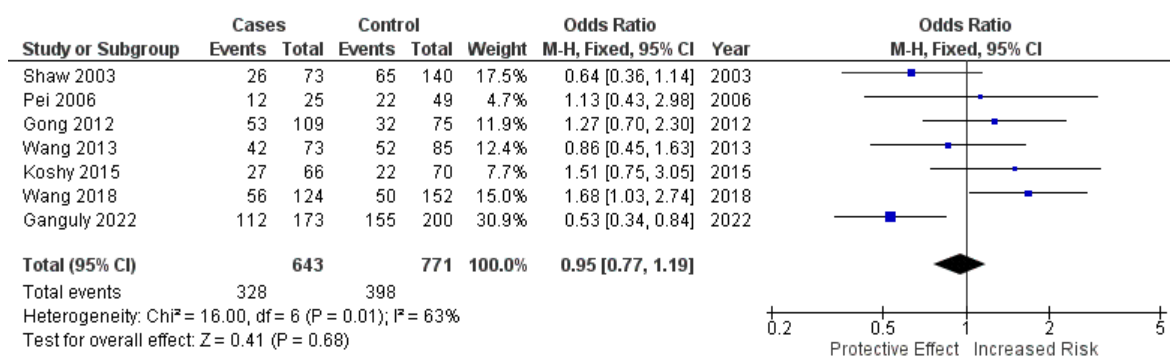 Cases Control Odds Ratio Odds Ratio
Study or Subgroup Events Total Events Total Weight M-H, Fixed, 95% CI Year M-H, Fixed, 95% CI
Shaw 2003 26 73 65 140 17.5% 0.64 [0.36, 1.14] 2003
Pei 2006 12 25 22 49 4.7% 1.13 [0.43, 2.98] 2006
Gong 2012 53 109 32 75 11.9% 1.27 [0.70, 2.30] 2012
Wang 2013 42 73 52 85 12.4% 0.86 [0.45, 1.63] 2013
Koshy 2015 27 66 22 70 7.7% 1.51 [0.75, 3.05] 2015
Wang 2018 56 124 50 152 15.0% 1.68 [1.03, 2.74] 2018
Ganguly 2022 112 173 155 200 30.9% 0.53 [0.34, 0.84] 2022
Total (95% CI) 643 771 100.0% 0.95 [0.77, 1.19]
Total events 328 398
Heterogeneity: Chi² = 16.00, df = 6 (P = 0.01); I² = 63%
Test for overall effect: Z = 0.41 (P = 0.68)
0.2 0.5 1 2 5
Protective Effect Increased Risk